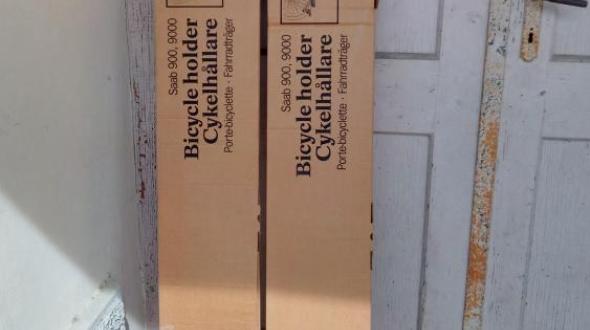 Saab 900, 9000
Bicycle holder
Cykelhållare
Porte-bicyclette · Fahrradträger
Saab 900, 9000
Bicycle holder
Cykelhållare
Porte-bicyclette · Fahrradträger